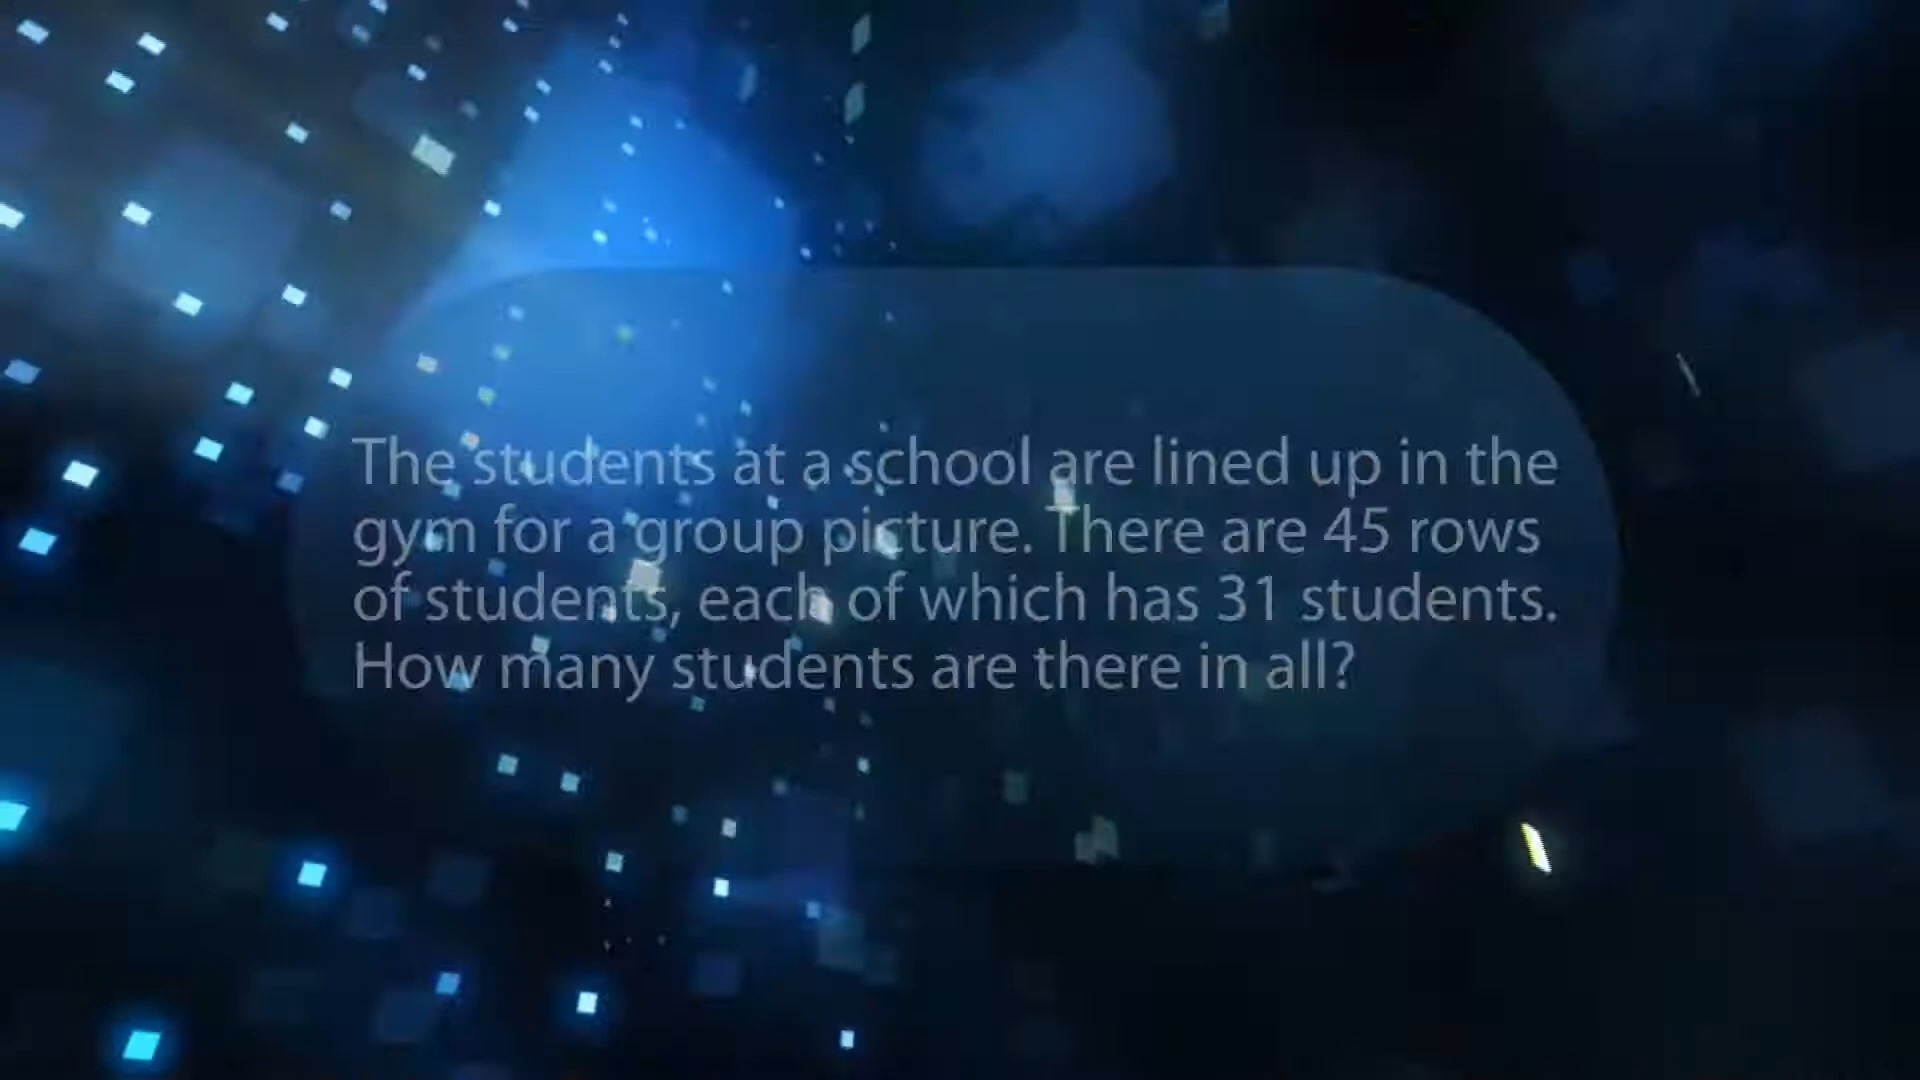 The students at a school are lined up in the
gym for a group picture. There are 45 rows
of students, each of which has 31 students.
How many students are there in all?